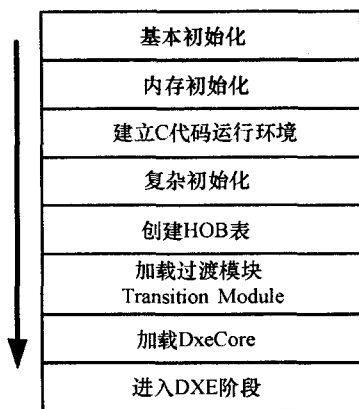 基本初始化
内存初始化
建立C代码运行环境
复杂初始化
创建HOB表
加载过渡模块
Transition Module
加载DxeCore
进入DXE阶段